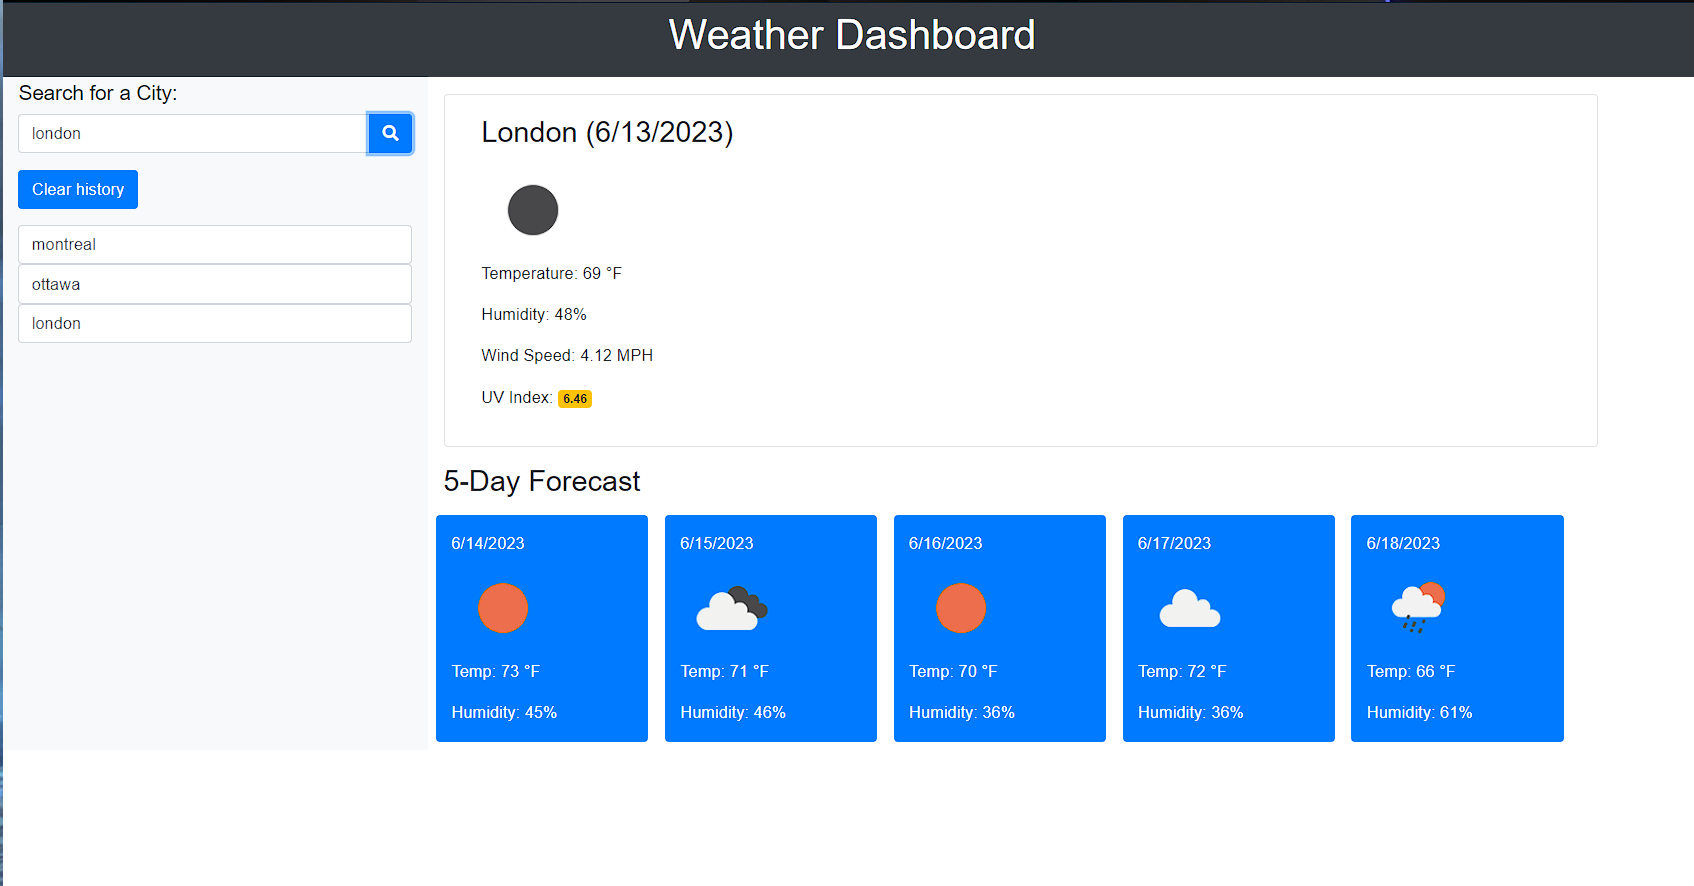 Weather Dashboard
Search for a City:
london
Clear history
montreal
ottawa
london
London (6/13/2023)
Temperature: 69 °F
Humidity: 48%
Wind Speed: 4.12 MPH
UV Index: 6.46
5-Day Forecast
6/14/2023
Temp: 73 °F
Humidity: 45%
6/15/2023
Temp: 71 °F
Humidity: 46%
6/16/2023
Temp: 70 °F
Humidity: 36%
6/17/2023
Temp: 72 °F
Humidity: 36%
6/18/2023
Temp: 66 °F
Humidity: 61%